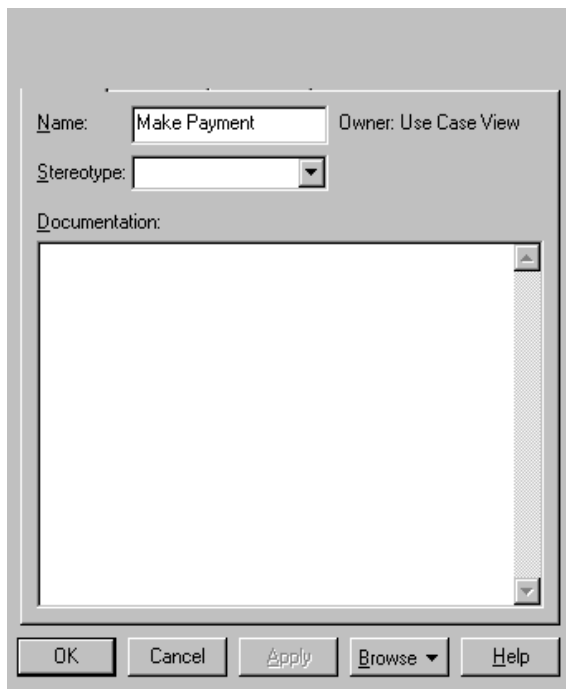 Name: Make Payment Owner: Use Case View
Stereotype:
Documentation:
OK Cancel Apply Browse Help